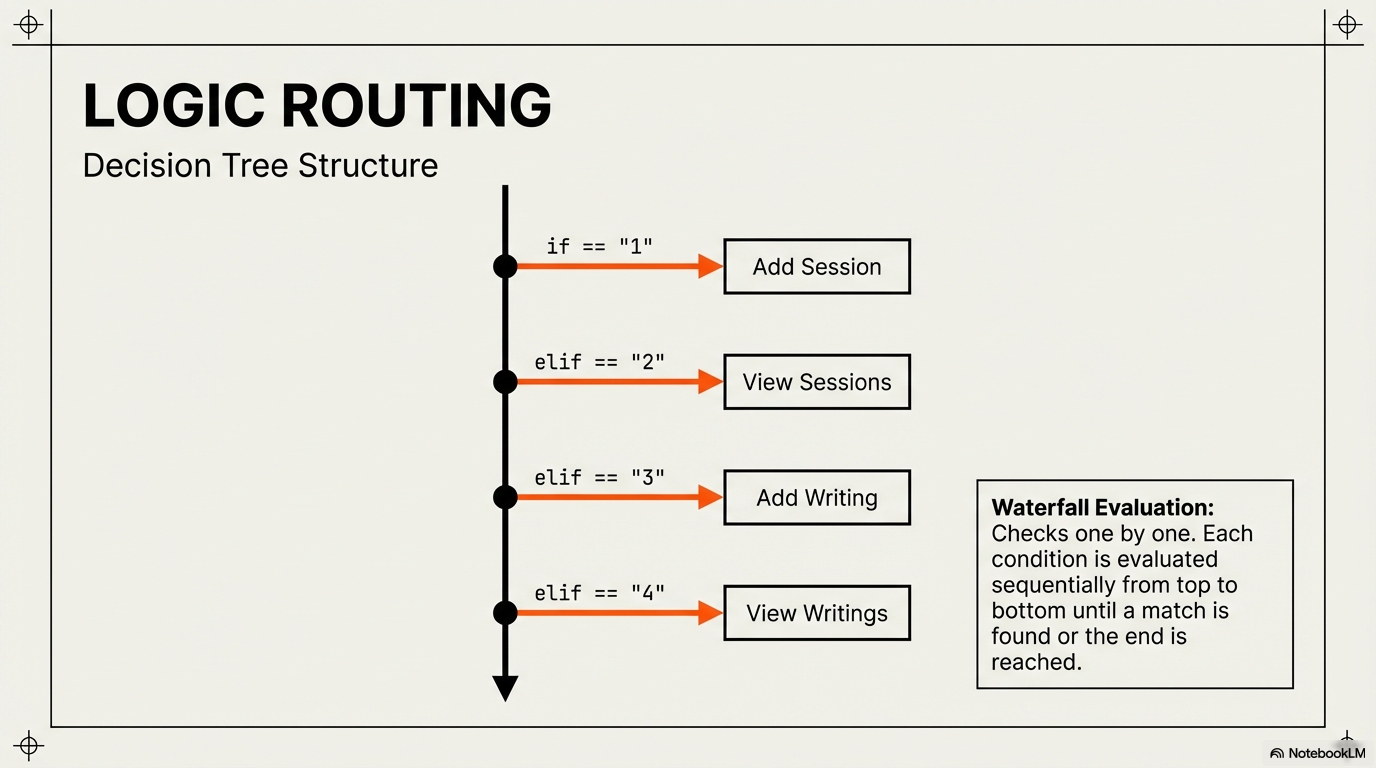 LOGIC ROUTING
Decision Tree Structure
if == "1"
Add Session
elif == "2"
View Sessions
elif == "3"
Add Writing
elif == "4"
View Writings
Waterfall Evaluation:
Checks one by one. Each
condition is evaluated
sequentially from top to
bottom until a match is
found or the end is
reached.
NotebookLM